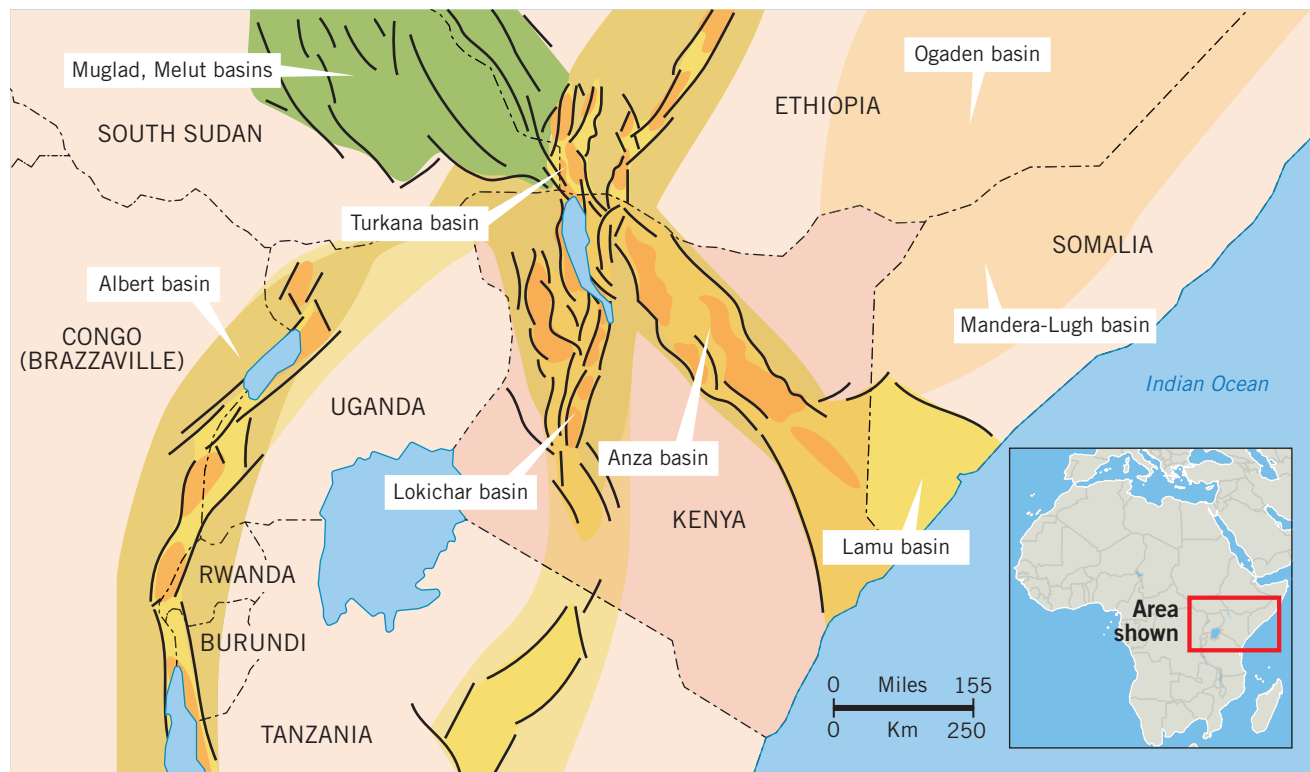 Ogaden basin
Muglad, Melut basins
ETHIOPIA
SOUTH SUDAN
Turkana basin
SOMALIA
Albert basin
Mandera-Lugh basin
CONGO
(BRAZZAVILLE)
Indian Ocean
UGANDA
Anza basin
Lokichar basin
KENYA
Lamu basin
RWANDA
Area
shown
BURUNDI
0 Miles 155
0 Km 250
TANZANIA